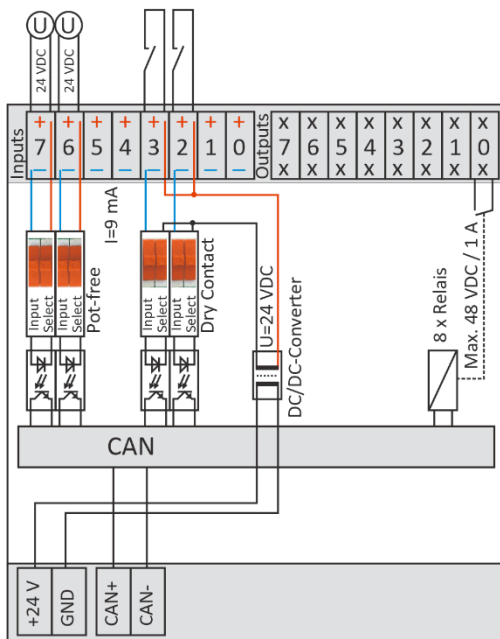 U U
24 VDC
24 VDC
Inputs
+ + + + + + + +
7 6 5 4 3 2 1 0
− − − − − − − −
Outputs
x x x x x x x x
7 6 5 4 3 2 1 0
x x x x x x x x
I=9 mA
Input
Select
Input
Select
Pot-free
Input
Select
Input
Select
Dry Contact
U=24 VDC
DC/DC-Converter
8 x Relais
Max. 48 VDC / 1 A
CAN
+24 V
GND
CAN+
CAN-